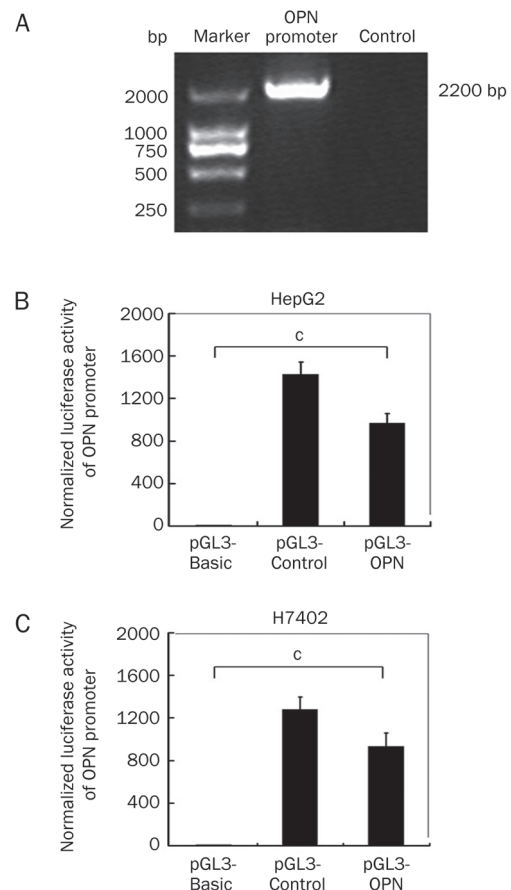 A
bp Marker OPN promoter Control
2000
2200 bp
1000
750
500
250
B
HepG2
Normalized luciferase activity
of OPN promoter
2000
1600
1200
800
400
0
c
pGL3-
Basic
pGL3-
Control
pGL3-
OPN
C
H7402
Normalized luciferase activity
of OPN promoter
2000
1600
1200
800
400
0
c
pGL3-
Basic
pGL3-
Control
pGL3-
OPN